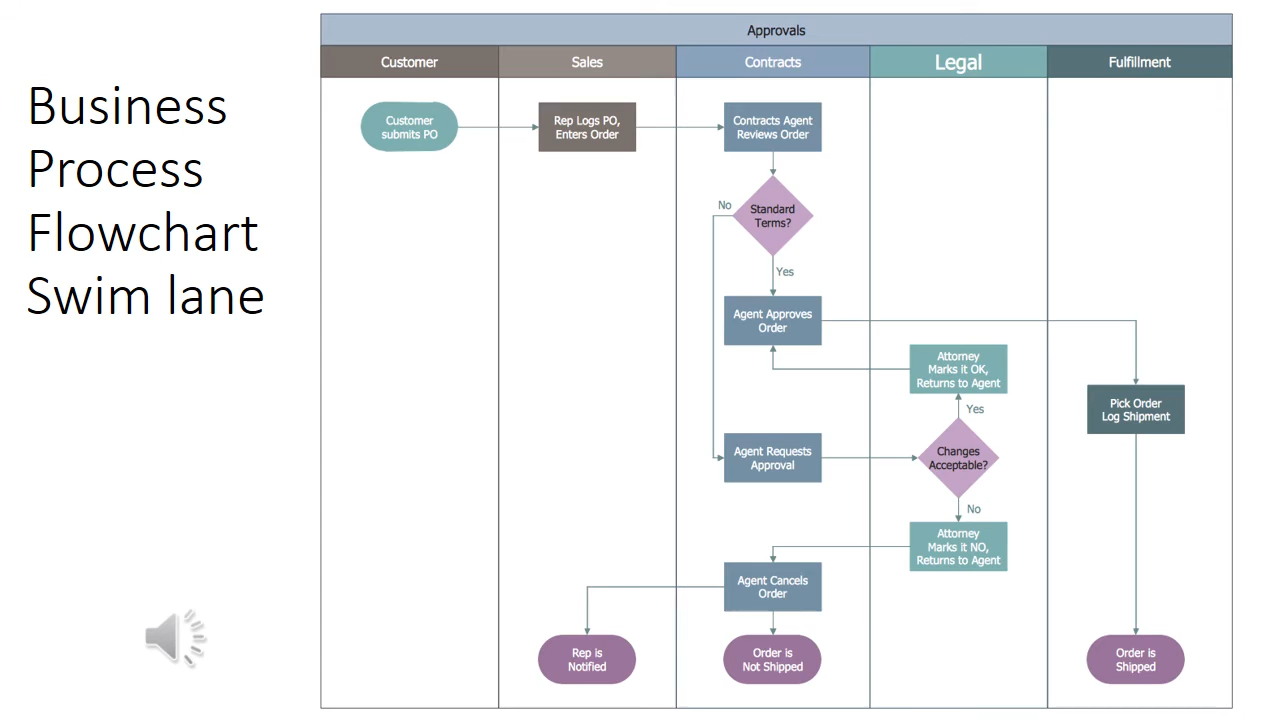 Business
Process
Flowchart
Swim lane
Approvals
Customer
Sales
Contracts
Legal
Fulfillment
Customer
submits PO
Rep Logs PO,
Enters Order
Contracts Agent
Reviews Order
No
Standard
Terms?
Yes
Agent Approves
Order
Attorney
Marks it OK,
Returns to Agent
Yes
Pick Order
Log Shipment
Agent Requests
Approval
Changes
Acceptable?
No
Attorney
Marks it NO,
Returns to Agent
Agent Cancels
Order
Rep is
Notified
Order is
Not Shipped
Order is
Shipped